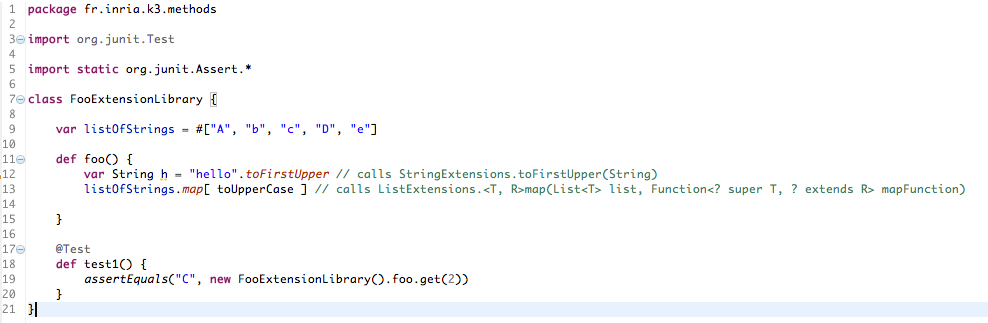 1 package fr.inria.k3.methods
2
3 import org.junit.Test
4
5 import static org.junit.Assert.*
6
7 class FooExtensionLibrary {
8
9     var listOfStrings = #["A", "b", "c", "D", "e"]
10
11     def foo() {
12         var String h = "hello".toFirstUpper // calls StringExtensions.toFirstUpper(String)
13         listOfStrings.map[ toUpperCase ] // calls ListExtensions.<T, R>map(List<T> list, Function<? super T, ? extends R> mapFunction)
14
15     }
16
17     @Test
18     def test1() {
19         assertEquals("C", new FooExtensionLibrary().foo.get(2))
20     }
21 }